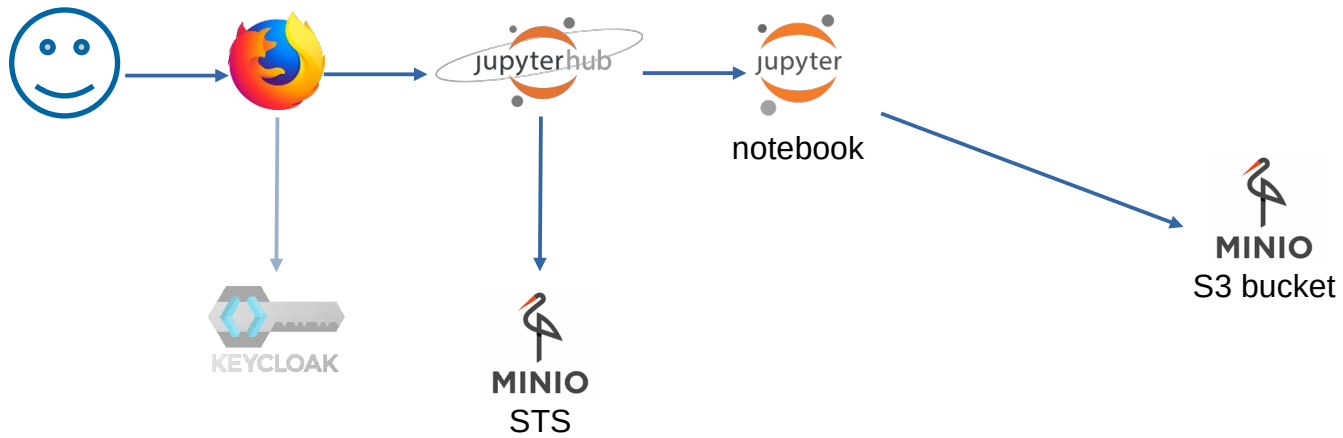 jupyterhub
jupyter
notebook
MINIO
S3 bucket
KEYCLOAK
MINIO
STS